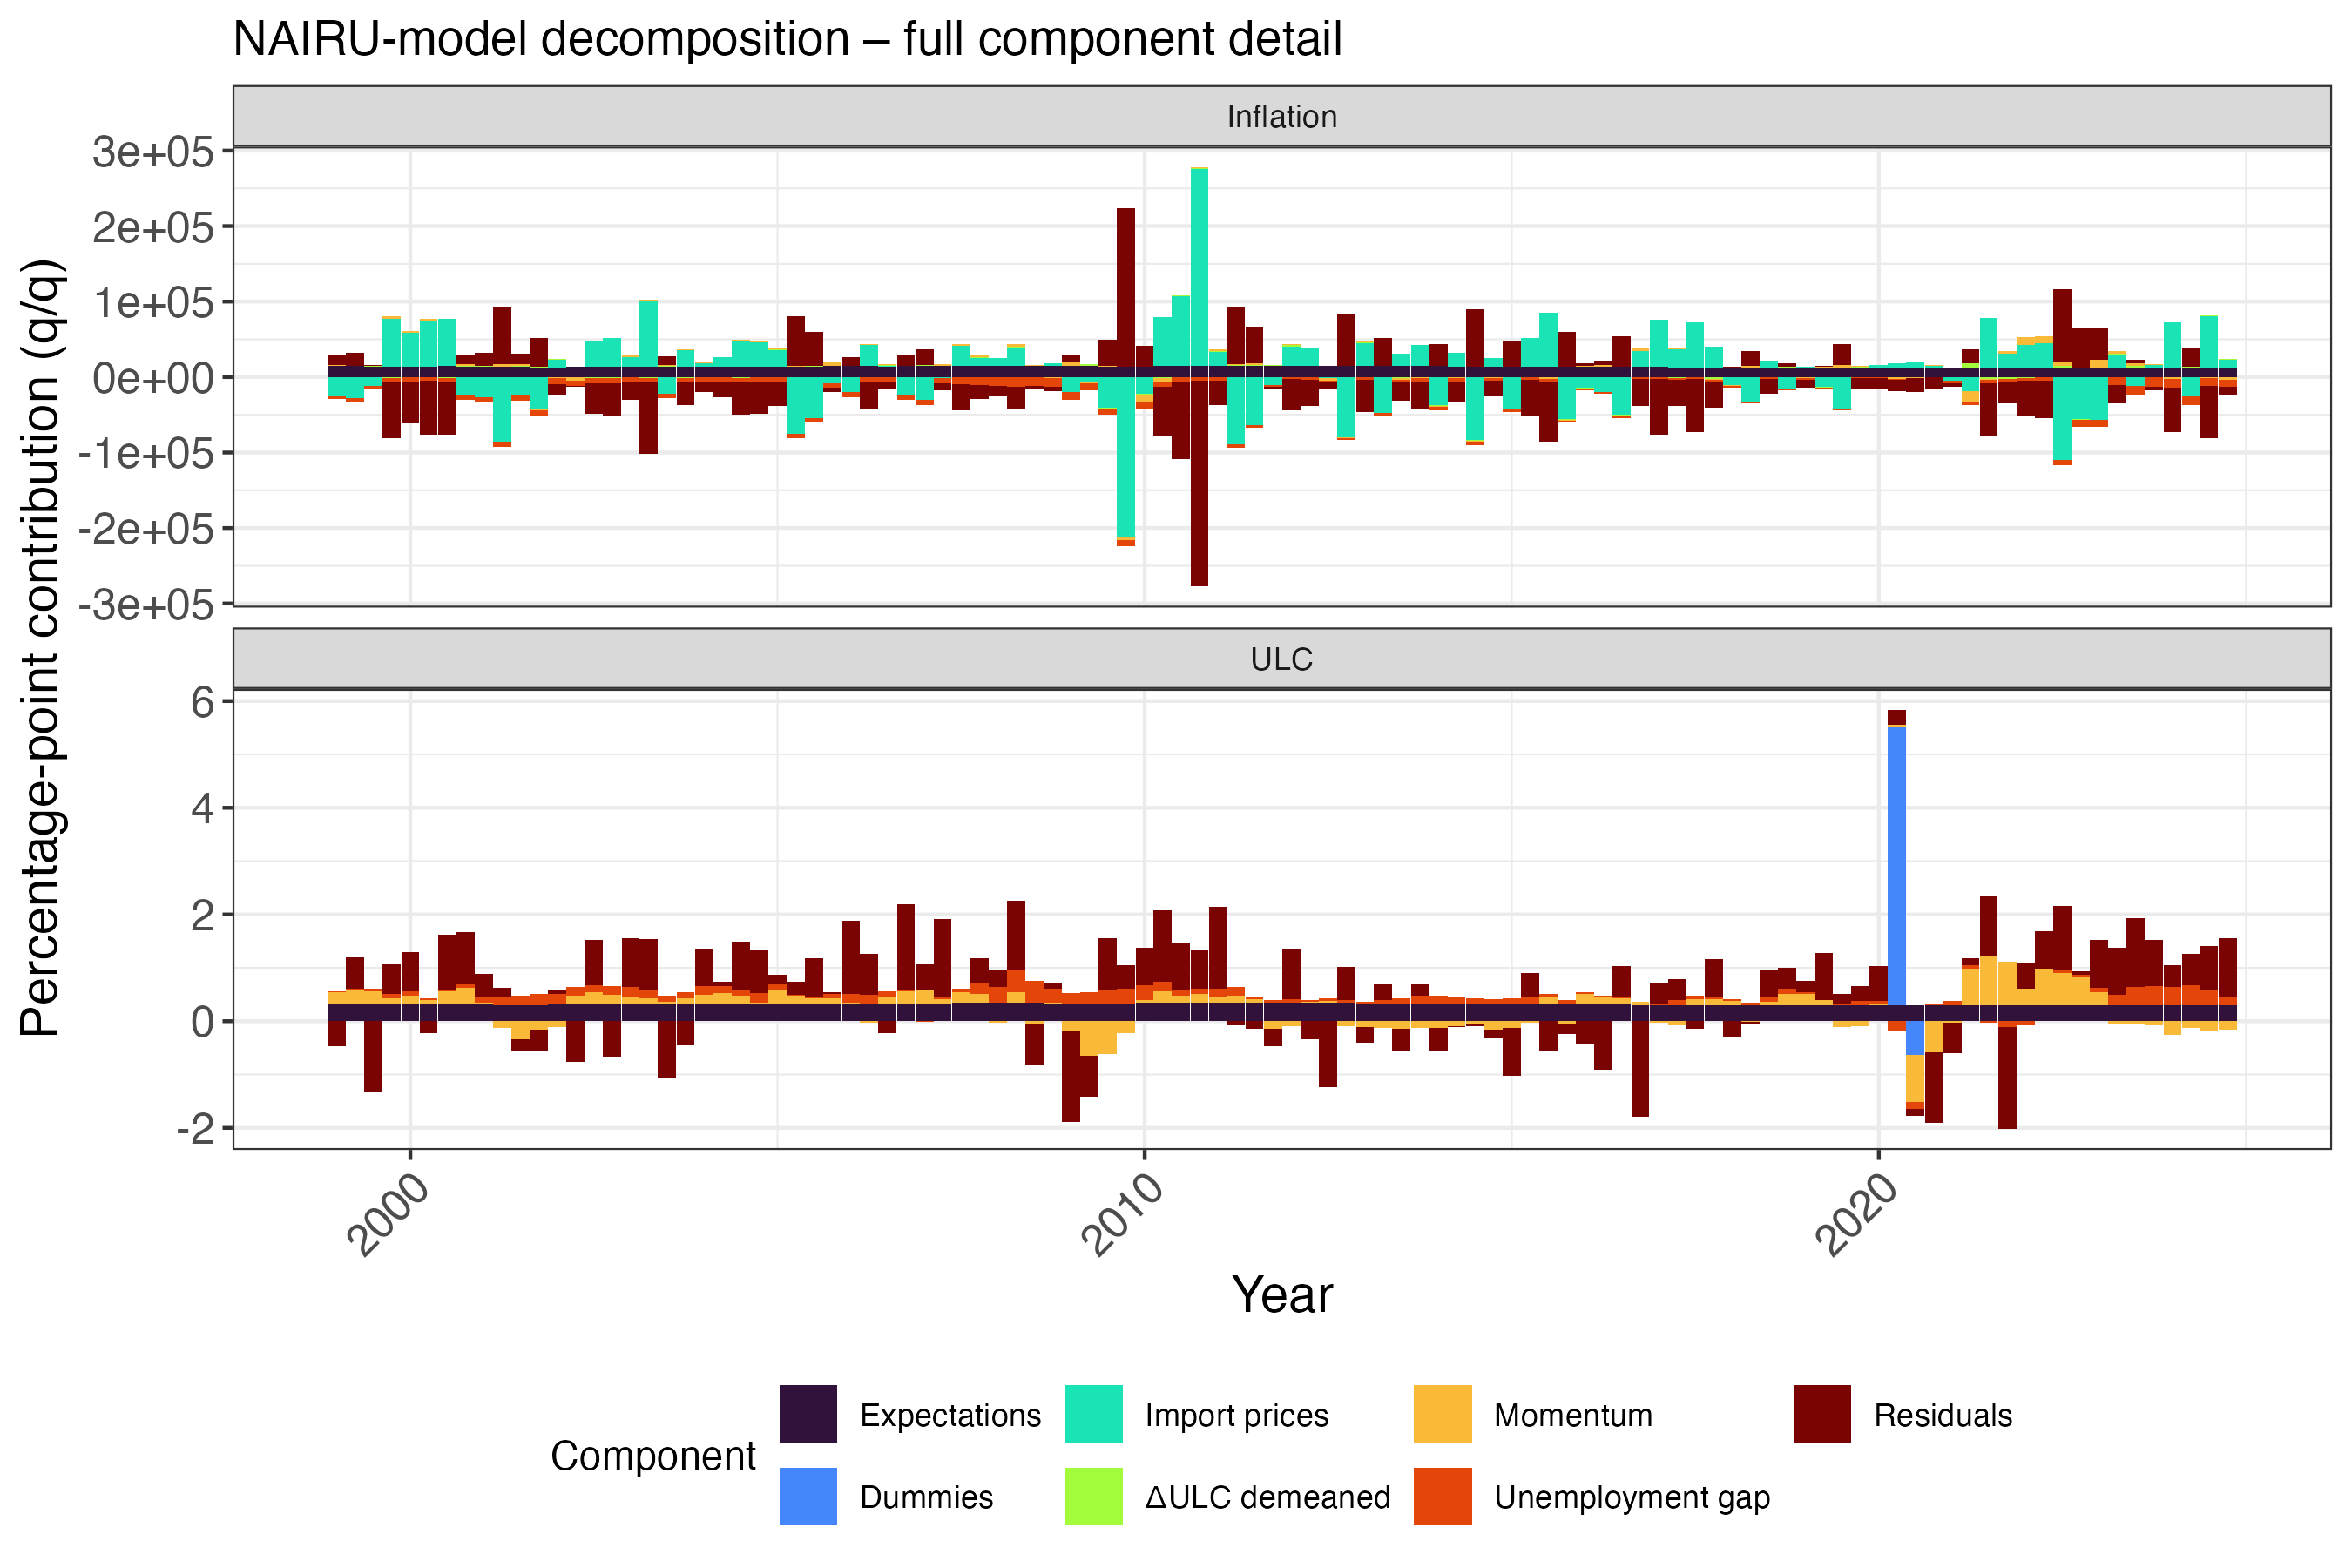 NAIRU-model decomposition – full component detail
Inflation
3e+05
2e+05
1e+05
0e+00
-1e+05
-2e+05
-3e+05
Percentage-point contribution (q/q)
ULC
6
4
2
0
-2
2000
2010
2020
Year
Component
Expectations
Import prices
Momentum
Residuals
Dummies
ΔULC demeaned
Unemployment gap